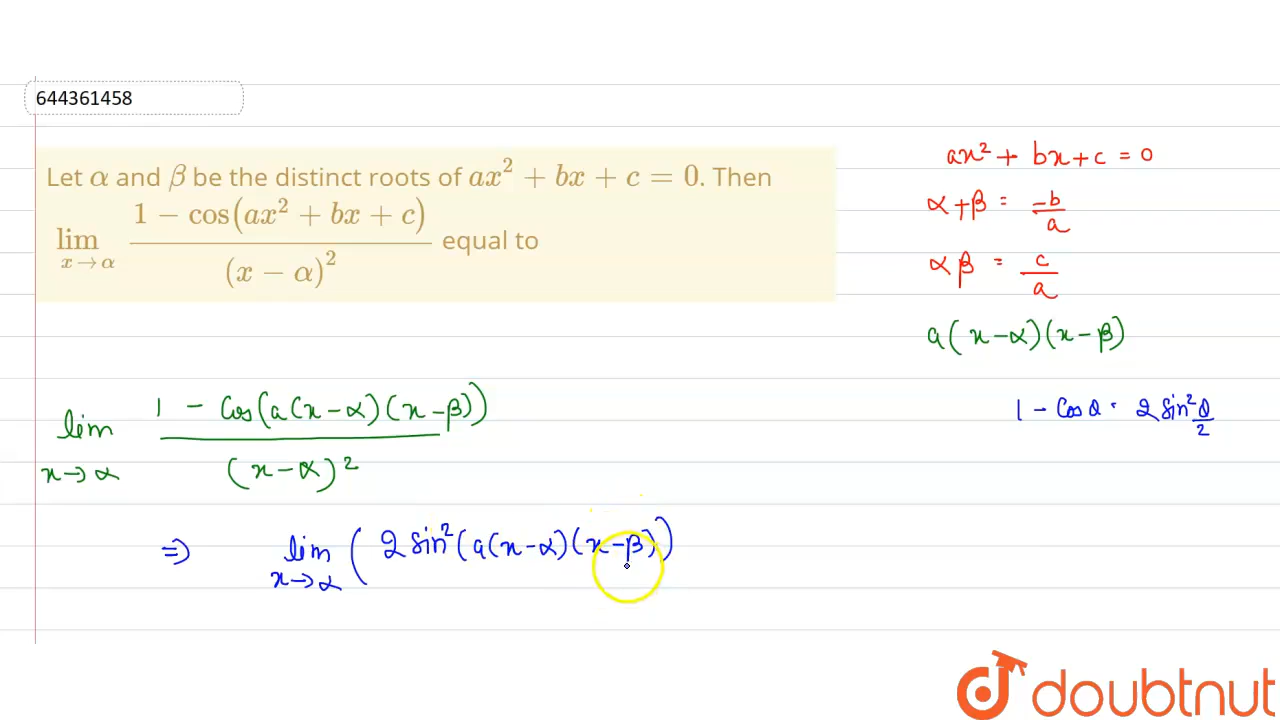 644361458
Let α and β be the distinct roots of ax² + bx + c = 0. Then
lim x→α (1 − cos(ax² + bx + c)) / (x − α)² equal to
ax² + bx + c = 0
α + β = −b/a
αβ = c/a
a(x−α)(x−β)
1 − Cosθ = 2 Sin² θ/2
lim x→α (1 − Cos(a(x−α)(x−β))) / (x−α)²
⇒ lim x→α ( 2 Sin² (a(x−α)(x−β))
doubtnut